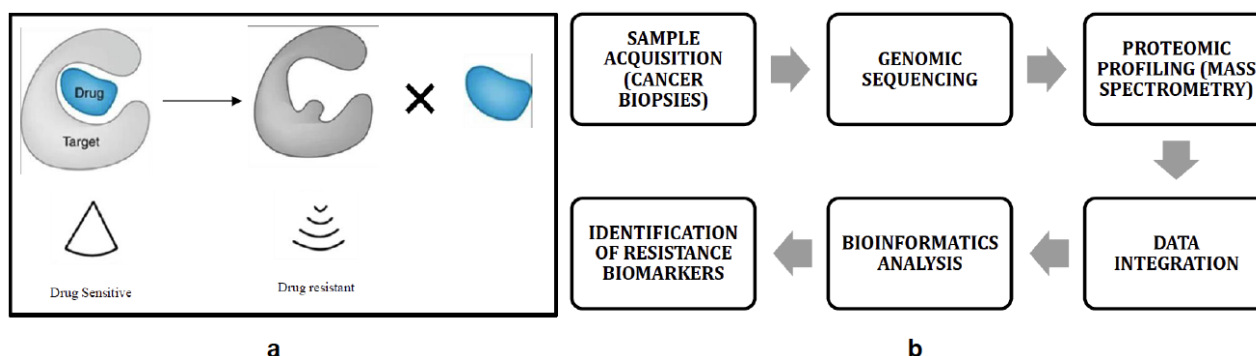 Drug
Target
Drug Sensitive
Drug resistant
a
SAMPLE
ACQUISITION
(CANCER
BIOPSIES)
GENOMIC
SEQUENCING
PROTEOMIC
PROFILING (MASS
SPECTROMETRY)
IDENTIFICATION
OF RESISTANCE
BIOMARKERS
BIOINFORMATICS
ANALYSIS
DATA
INTEGRATION
b